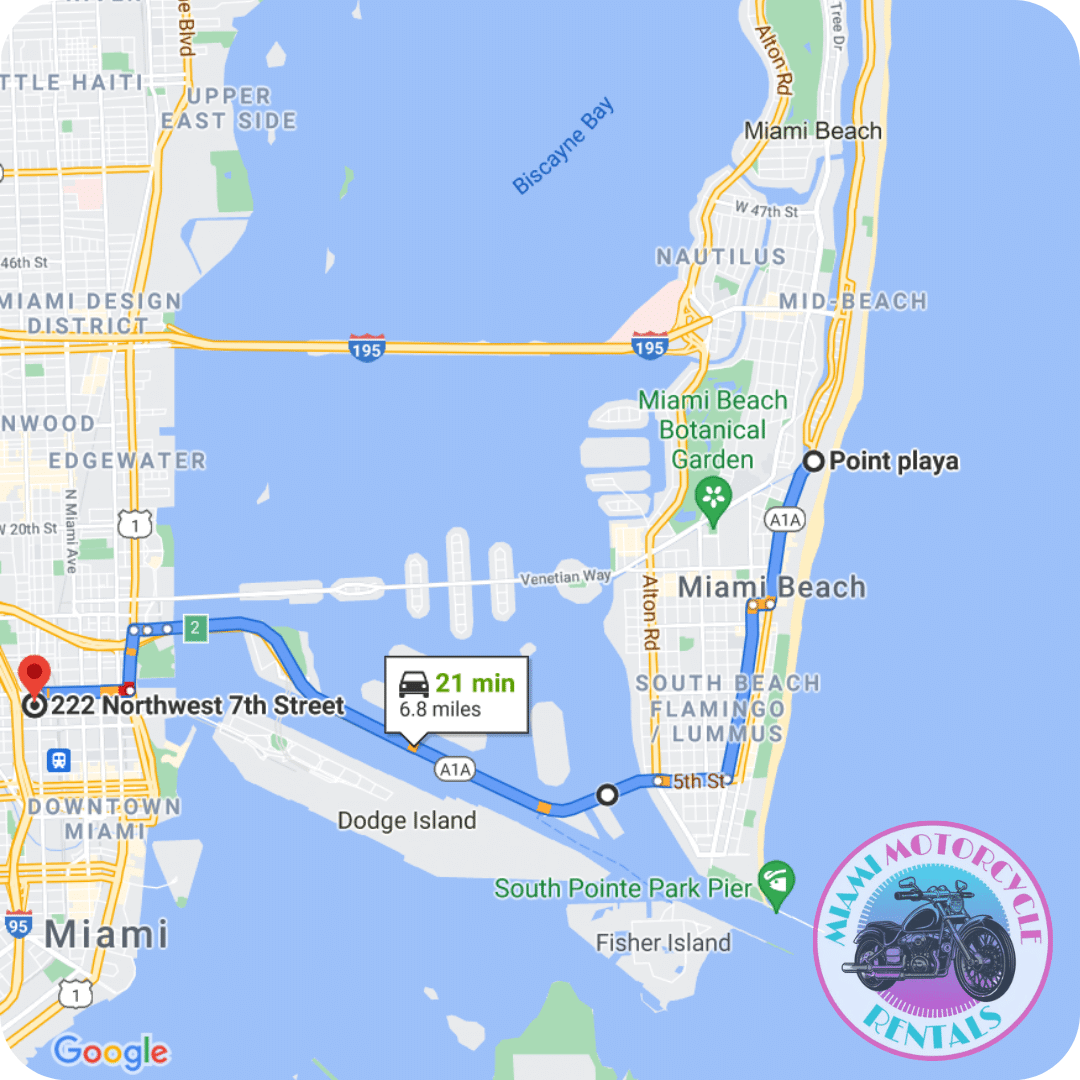 RIVER
e Blvd
TTLE HAITI
UPPER
EAST SIDE
Biscayne Bay
Alton Rd
Tree Dr
Miami Beach
W 47th St
46th St
NAUTILUS
MIAMI DESIGN
DISTRICT
MID-BEACH
195
195
NWOOD
EDGEWATER
Miami Beach
Botanical
Garden
Point playa
N Miami Ave
W 20th St
1
A1A
Venetian Way
Miami Beach
Alton Rd
2
21 min
6.8 miles
SOUTH BEACH
FLAMINGO
/ LUMMUS
222 Northwest 7th Street
A1A
5th St
DOWNTOWN
MIAMI
Dodge Island
South Pointe Park Pier
95
Miami
Fisher Island
1
Google
MIAMI MOTORCYCLE
RENTALS